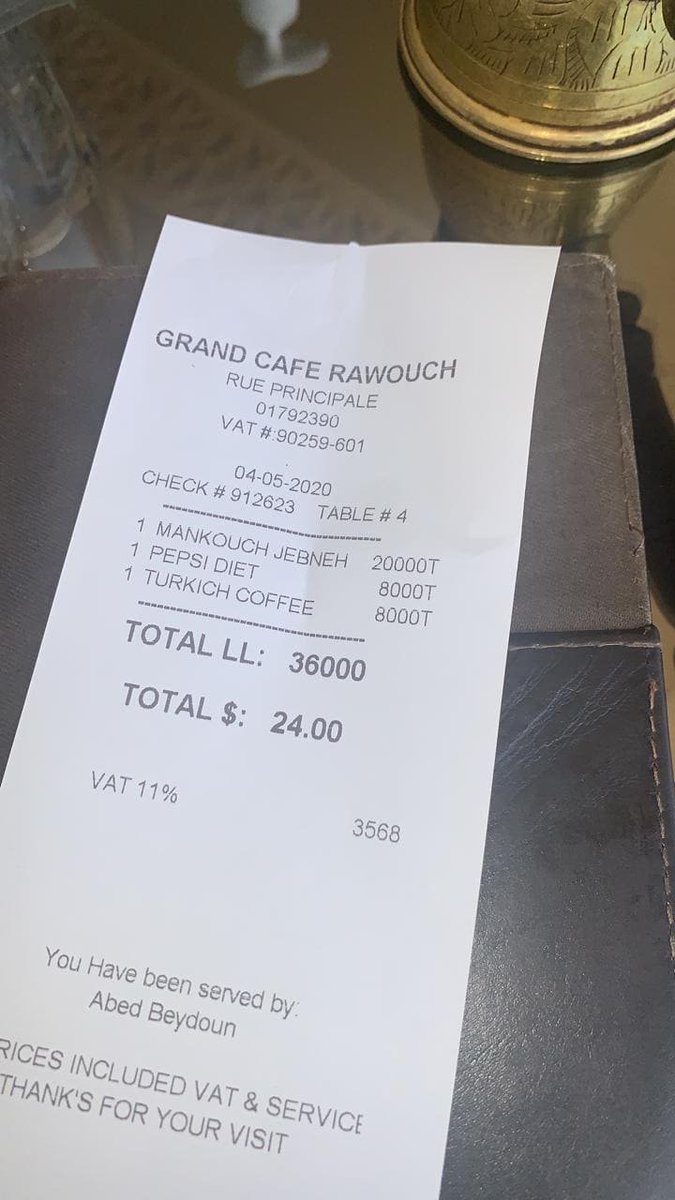 GRAND CAFE RAWOUCH
RUE PRINCIPALE
01792390
VAT #:90259-601
04-05-2020
CHECK # 912623 TABLE # 4
1 MANKOUCH JEBNEH 20000T
1 PEPSI DIET 8000T
1 TURKICH COFFEE 8000T
TOTAL LL: 36000
TOTAL $: 24.00
VAT 11%
3568
You Have been served by:
Abed Beydoun
RICES INCLUDED VAT & SERVICE
THANK'S FOR YOUR VISIT